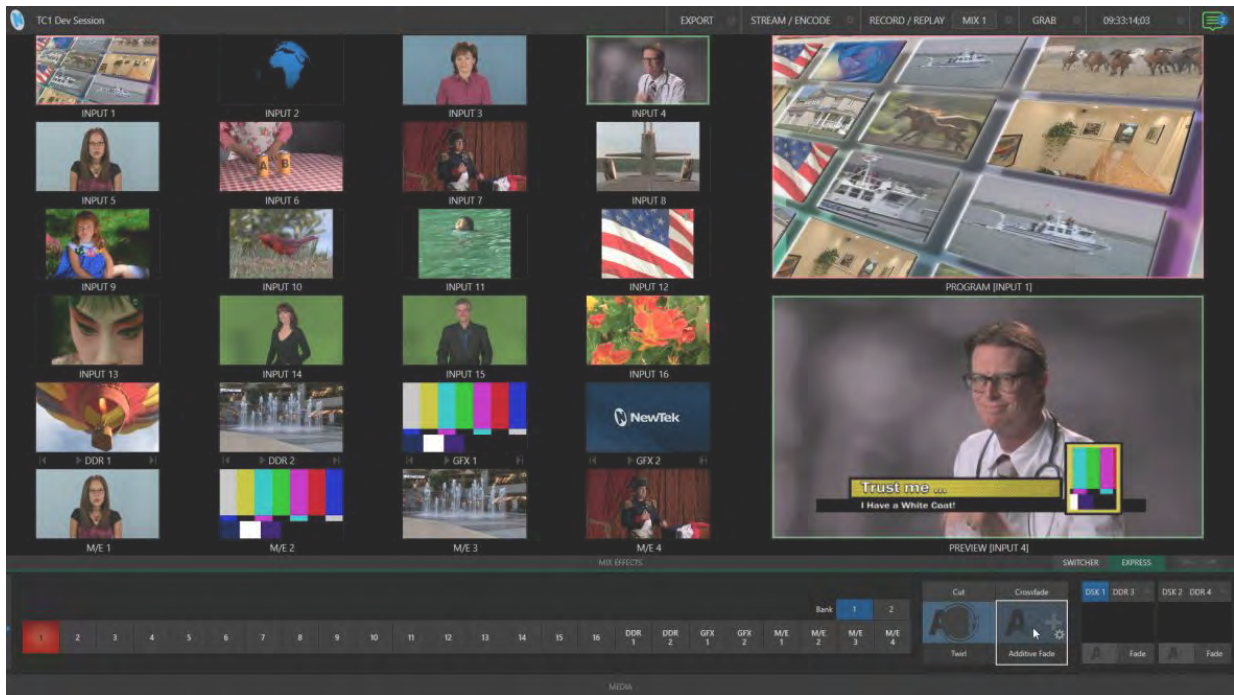 TC1 Dev Session
EXPORT
STREAM / ENCODE
RECORD / REPLAY
MIX 1
GRAB
09:33:14;03
2
INPUT 1
INPUT 2
INPUT 3
INPUT 4
PROGRAM [INPUT 1]
INPUT 5
A B
INPUT 6
INPUT 7
INPUT 8
INPUT 9
INPUT 10
INPUT 11
INPUT 12
INPUT 13
INPUT 14
INPUT 15
INPUT 16
DDR 1
DDR 2
GFX 1
NewTek
GFX 2
M/E 1
M/E 2
M/E 3
M/E 4
Trust me ...
I Have a White Coat!
PREVIEW [INPUT 4]
MIX EFFECTS
SWITCHER
EXPRESS
Bank 1 2
1 2 3 4 5 6 7 8 9 10 11 12 13 14 15 16 DDR 1 DDR 2 GFX 1 GFX 2 M/E 1 M/E 2 M/E 3 M/E 4
Cut
Crossfade
A
A
Twirl
Additive Fade
DSK 1 DDR 3
DSK 2 DDR 4
A Fade
A Fade
MEDIA